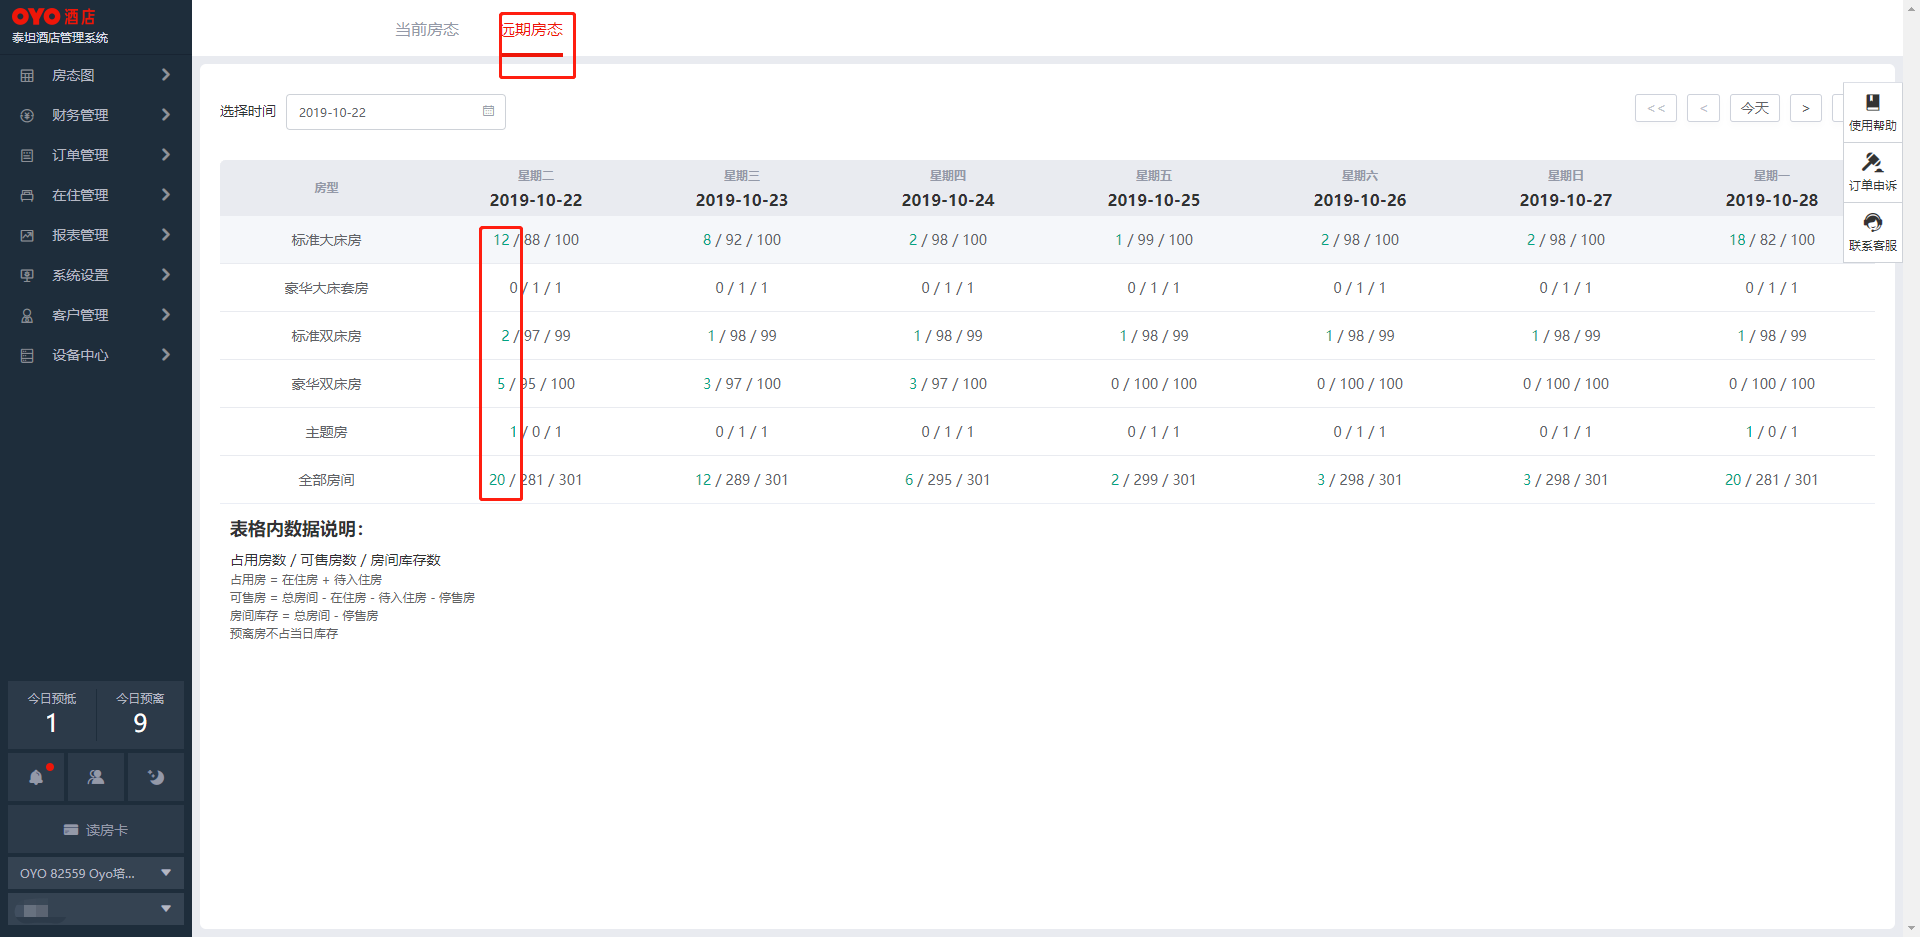 OYO 酒店
泰坦酒店管理系统
房态图
财务管理
订单管理
在住管理
报表管理
系统设置
客户管理
设备中心
今日预抵 今日预离
1 9
读房卡
OYO 82559 Oyo培...
当前房态 远期房态
选择时间 2019-10-22
<< < 今天 >
使用帮助
订单申诉
联系客服
房型 星期二 星期三 星期四 星期五 星期六 星期日 星期一
2019-10-22 2019-10-23 2019-10-24 2019-10-25 2019-10-26 2019-10-27 2019-10-28
标准大床房 12 / 88 / 100 8 / 92 / 100 2 / 98 / 100 1 / 99 / 100 2 / 98 / 100 2 / 98 / 100 18 / 82 / 100
豪华大床套房 0 / 1 / 1 0 / 1 / 1 0 / 1 / 1 0 / 1 / 1 0 / 1 / 1 0 / 1 / 1 0 / 1 / 1
标准双床房 2 / 97 / 99 1 / 98 / 99 1 / 98 / 99 1 / 98 / 99 1 / 98 / 99 1 / 98 / 99 1 / 98 / 99
豪华双床房 5 / 95 / 100 3 / 97 / 100 3 / 97 / 100 0 / 100 / 100 0 / 100 / 100 0 / 100 / 100 0 / 100 / 100
主题房 1 / 0 / 1 0 / 1 / 1 0 / 1 / 1 0 / 1 / 1 0 / 1 / 1 0 / 1 / 1 1 / 0 / 1
全部房间 20 / 281 / 301 12 / 289 / 301 6 / 295 / 301 2 / 299 / 301 3 / 298 / 301 3 / 298 / 301 20 / 281 / 301
表格内数据说明：
占用房数 / 可售房数 / 房间库存数
占用房 = 在住房 + 待入住房
可售房 = 总房间 - 在住房 - 待入住房 - 停售房
房间库存 = 总房间 - 停售房
预离房不占当日库存